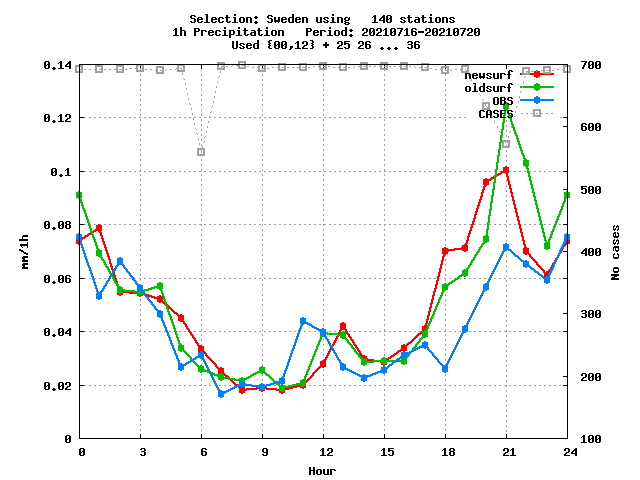 Selection: Sweden using   140 stations
1h Precipitation   Period: 20210716-20210720
Used {00,12} + 25 26 ... 36
0.14 700
newsurf
oldsurf
OBS
CASES
0.12 600
0.1 500
0.08 400
0.06 300
0.04 200
0.02
0 100
mm/1h
No cases
0 3 6 9 12 15 18 21 24
Hour